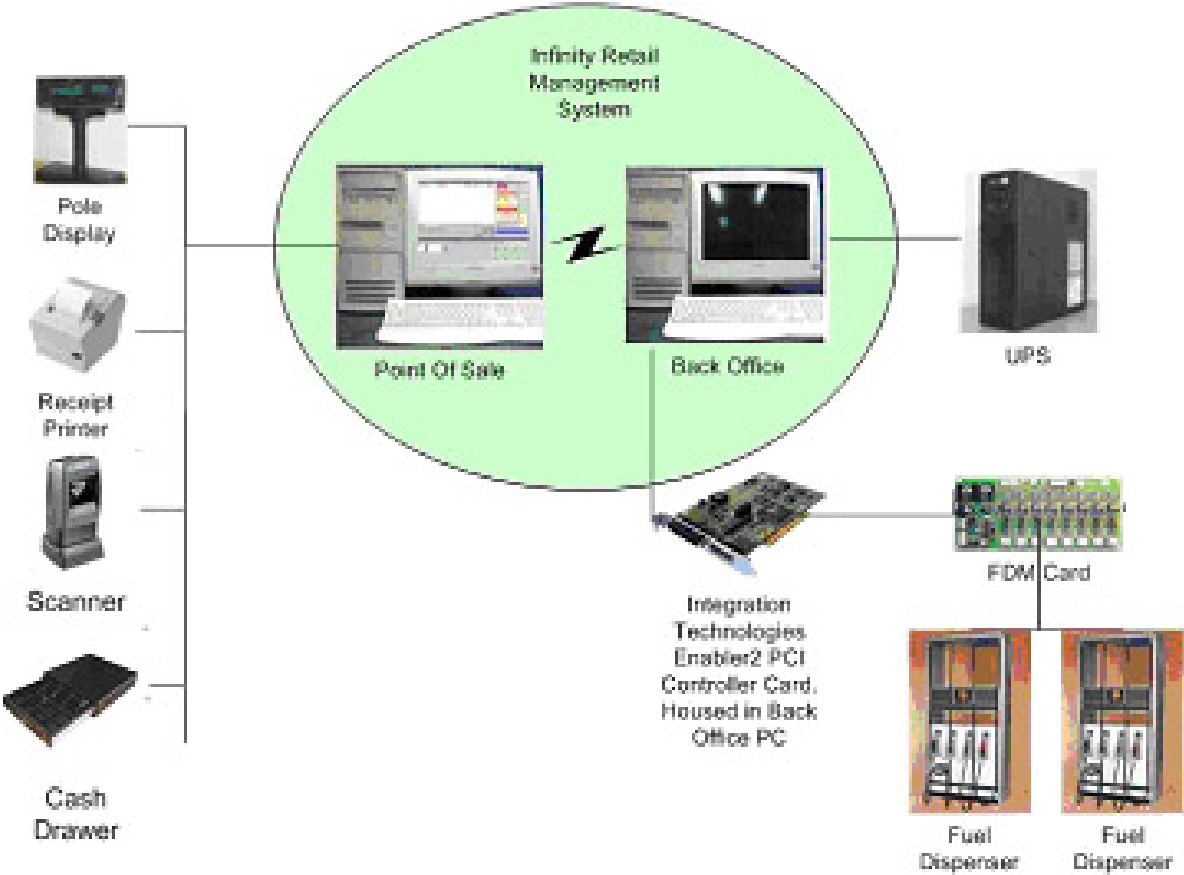 Infinity Retail
Management
System
Pole
Display
Point Of Sale
Back Office
UPS
Receipt
Printer
Scanner
FDM Card
Integration
Technologies
Enabler2 PCI
Controller Card.
Housed in Back
Office PC
Cash
Drawer
Fuel
Dispenser
Fuel
Dispenser